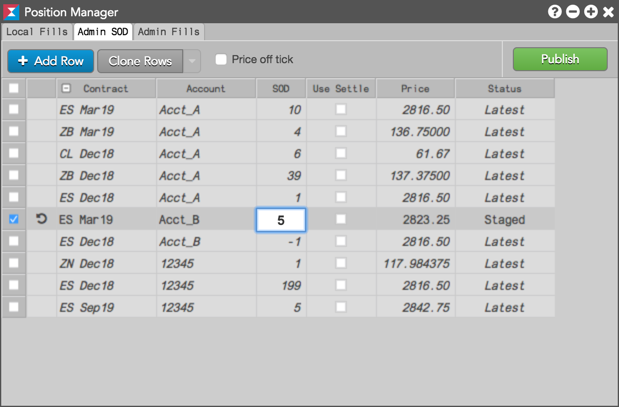 Position Manager
Local Fills Admin SOD Admin Fills
+ Add Row Clone Rows Price off tick Publish
Contract Account SOD Use Settle Price Status
ES Mar19 Acct_A 10 2816.50 Latest
ZB Mar19 Acct_A 4 136.75000 Latest
CL Dec18 Acct_A 6 61.67 Latest
ZB Dec18 Acct_A 39 137.37500 Latest
ES Dec18 Acct_A 1 2816.50 Latest
ES Mar19 Acct_B 5 2823.25 Staged
ES Dec18 Acct_B -1 2816.50 Latest
ZN Dec18 12345 1 117.984375 Latest
ES Dec18 12345 199 2816.50 Latest
ES Sep19 12345 5 2842.75 Latest